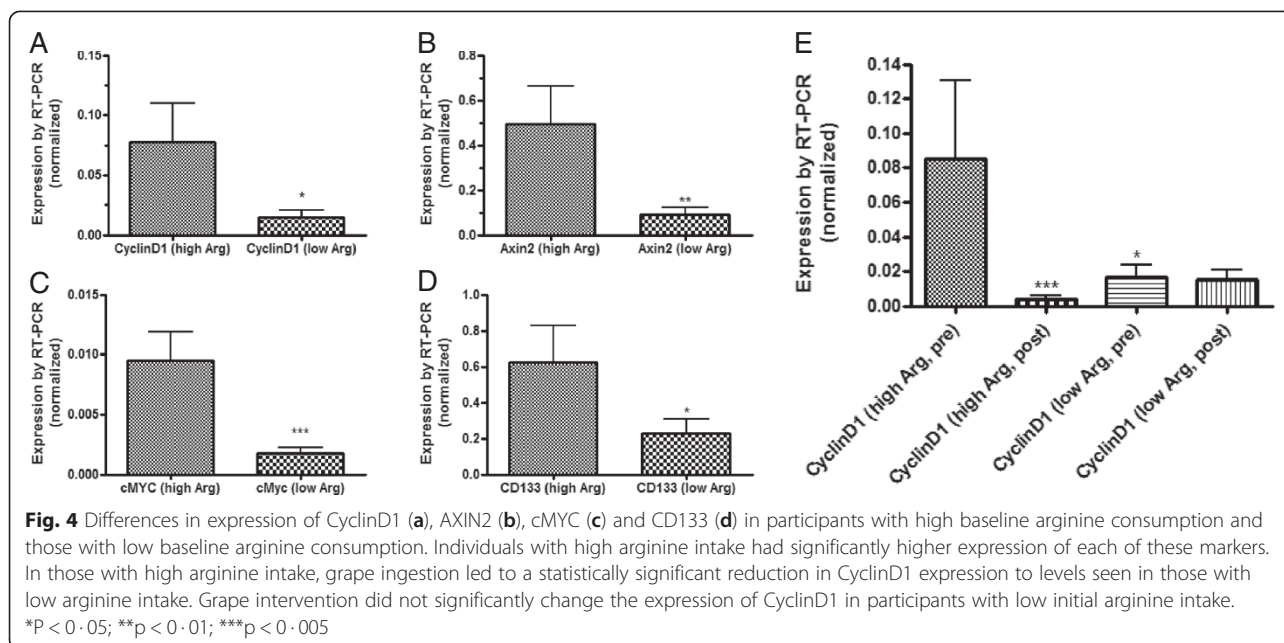 A
Expression by RT-PCR
(normalized)
0.15
0.10
0.05
0.00
CyclinD1 (high Arg)
CyclinD1 (low Arg)
*
B
Expression by RT-PCR
(normalized)
0.8
0.6
0.4
0.2
0.0
Axin2 (high Arg)
Axin2 (low Arg)
**
C
Expression by RT-PCR
(normalized)
0.015
0.010
0.005
0.000
cMYC (high Arg)
cMyc (low Arg)
***
D
Expression by RT-PCR
(normalized)
1.0
0.8
0.6
0.4
0.2
0.0
CD133 (high Arg)
CD133 (low Arg)
*
E
Expression by RT-PCR
(normalized)
0.14
0.12
0.10
0.08
0.06
0.04
0.02
0.00
***
*
CyclinD1 (high Arg, pre)
CyclinD1 (high Arg, post)
CyclinD1 (low Arg, pre)
CyclinD1 (low Arg, post)
Fig. 4 Differences in expression of CyclinD1 (a), AXIN2 (b), cMYC (c) and CD133 (d) in participants with high baseline arginine consumption and
those with low baseline arginine consumption. Individuals with high arginine intake had significantly higher expression of each of these markers.
In those with high arginine intake, grape ingestion led to a statistically significant reduction in CyclinD1 expression to levels seen in those with
low arginine intake. Grape intervention did not significantly change the expression of CyclinD1 in participants with low initial arginine intake.
*P < 0·05; **p < 0·01; ***p < 0·005